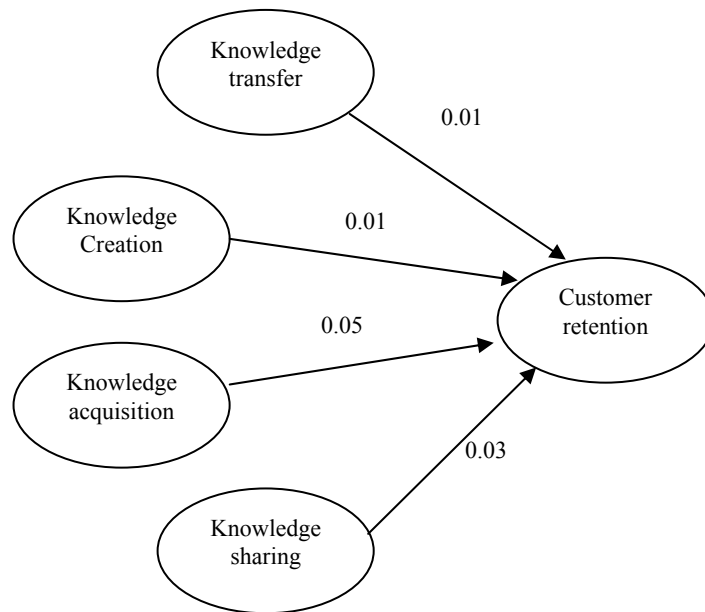 Knowledge
transfer
0.01
Knowledge
Creation
0.01
Customer
retention
0.05
Knowledge
acquisition
0.03
Knowledge
sharing